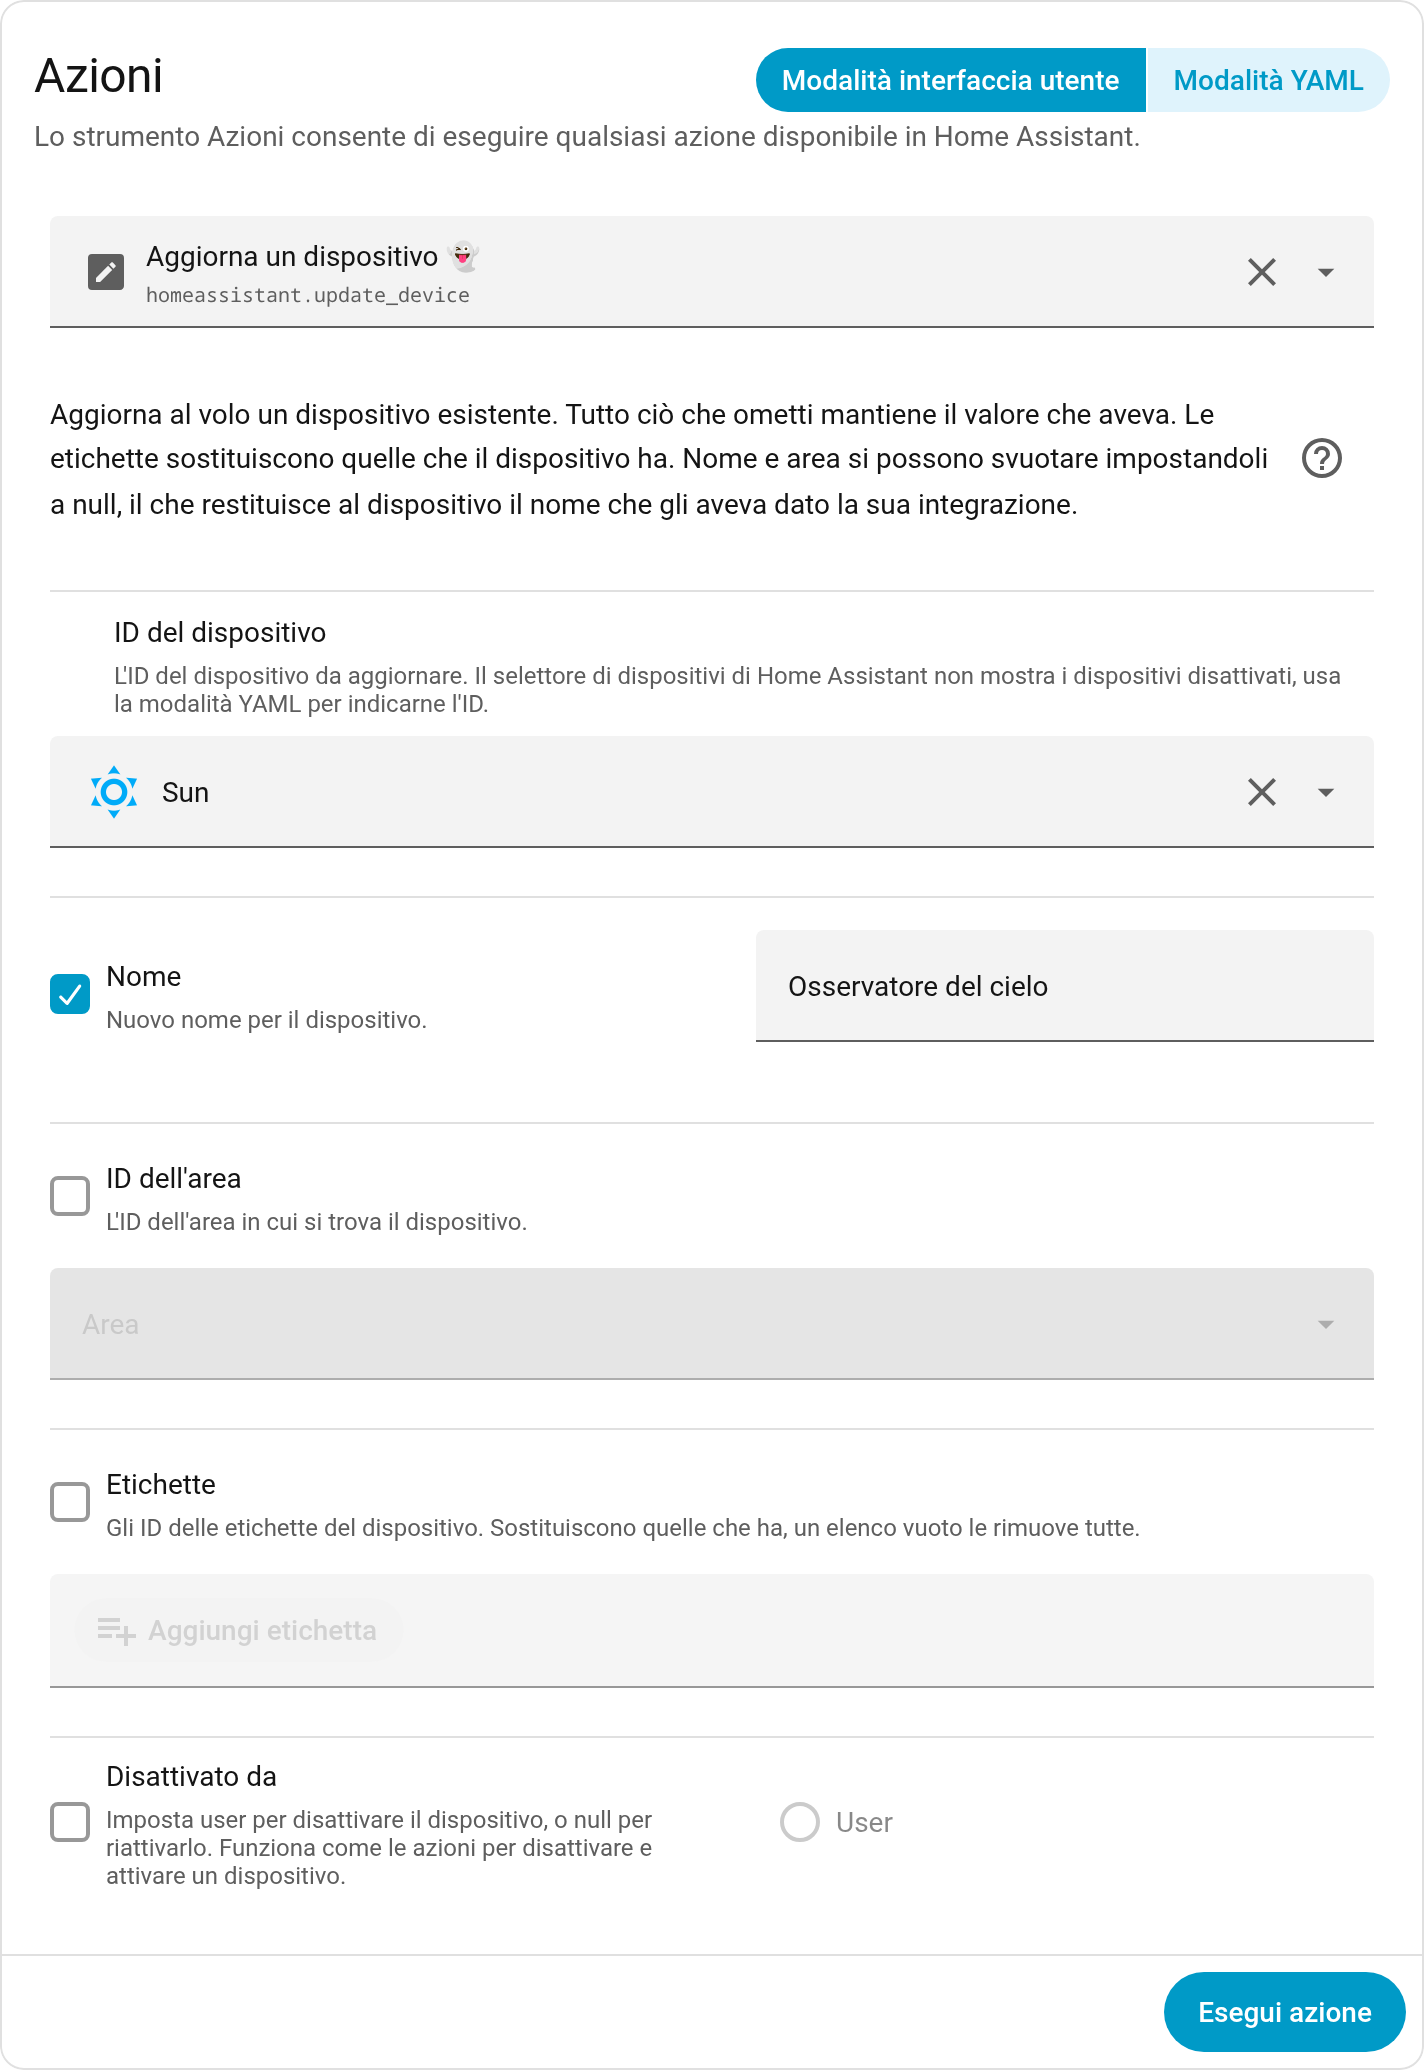 Azioni
Modalità interfaccia utente
Modalità YAML
Lo strumento Azioni consente di eseguire qualsiasi azione disponibile in Home Assistant.
Aggiorna un dispositivo 👻
homeassistant.update_device
Aggiorna al volo un dispositivo esistente. Tutto ciò che ometti mantiene il valore che aveva. Le
etichette sostituiscono quelle che il dispositivo ha. Nome e area si possono svuotare impostandoli
a null, il che restituisce al dispositivo il nome che gli aveva dato la sua integrazione.
ID del dispositivo
L'ID del dispositivo da aggiornare. Il selettore di dispositivi di Home Assistant non mostra i dispositivi disattivati, usa
la modalità YAML per indicarne l'ID.
Sun
Nome
Nuovo nome per il dispositivo.
Osservatore del cielo
ID dell'area
L'ID dell'area in cui si trova il dispositivo.
Area
Etichette
Gli ID delle etichette del dispositivo. Sostituiscono quelle che ha, un elenco vuoto le rimuove tutte.
Aggiungi etichetta
Disattivato da
Imposta user per disattivare il dispositivo, o null per
riattivarlo. Funziona come le azioni per disattivare e
attivare un dispositivo.
User
Esegui azione